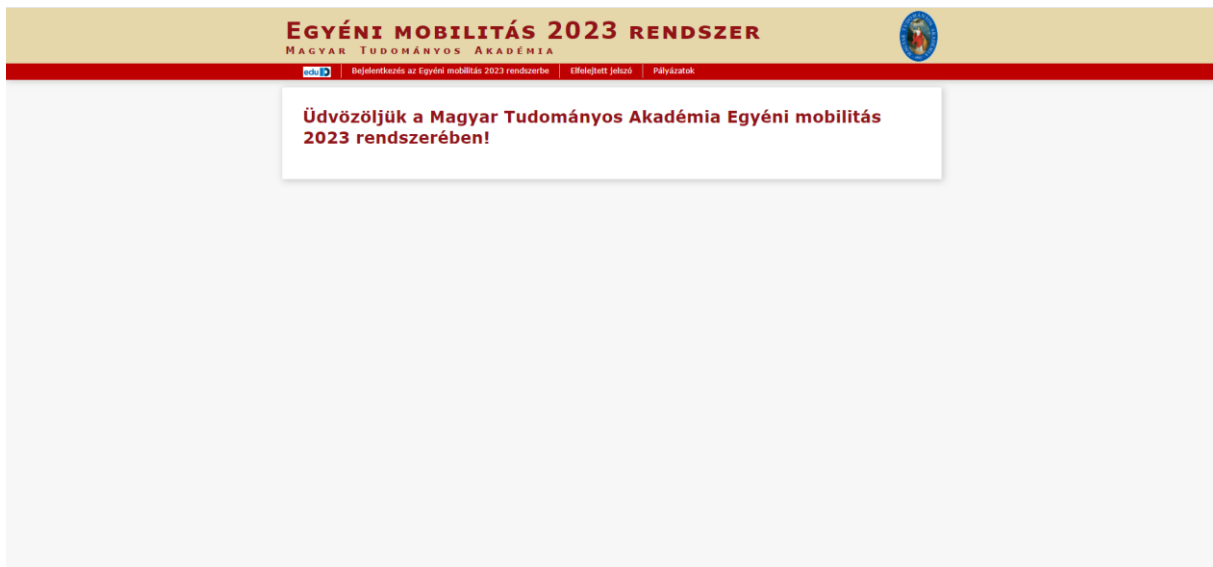 EGYÉNI MOBILITÁS 2023 RENDSZER
MAGYAR TUDOMÁNYOS AKADÉMIA
eduID Bejelentkezés az Egyéni mobilitás 2023 rendszerbe Elfelejtett jelszó Pályázatok
Üdvözöljük a Magyar Tudományos Akadémia Egyéni mobilitás
2023 rendszerében!